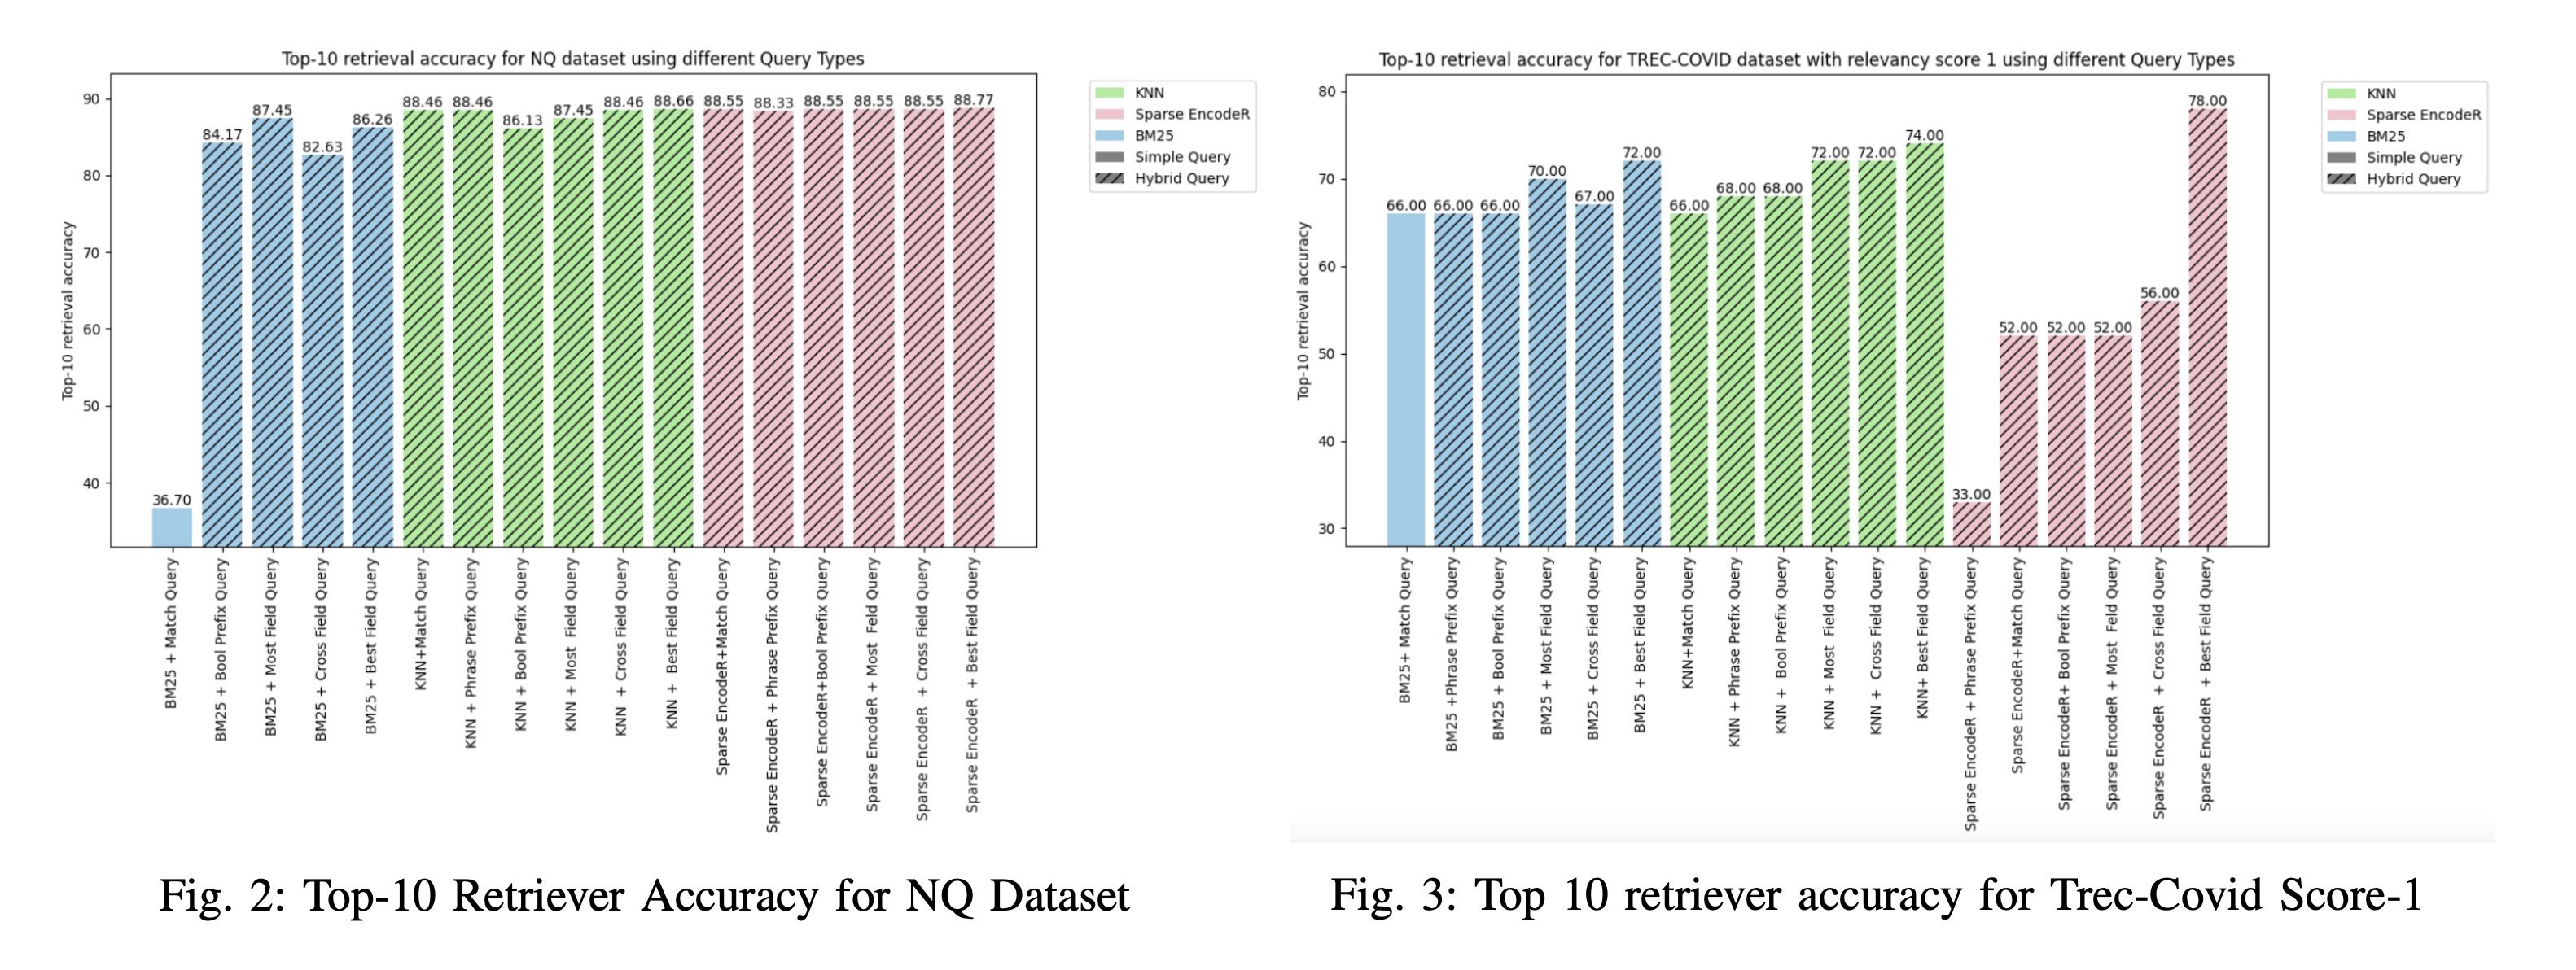 Top-10 retrieval accuracy for NQ dataset using different Query Types
Top-10 retrieval accuracy
90
80
70
60
50
40
36.70
84.17
87.45
82.63
86.26
88.46
88.46
86.13
87.45
88.46
88.66
88.55
88.33
88.55
88.55
88.55
88.77
BM25 + Match Query
BM25 + Bool Prefix Query
BM25 + Most Field Query
BM25 + Cross Field Query
BM25 + Best Field Query
KNN+Match Query
KNN + Phrase Prefix Query
KNN + Bool Prefix Query
KNN + Most Field Query
KNN + Cross Field Query
KNN + Best Field Query
Sparse EncodeR+Match Query
Sparse EncodeR + Phrase Prefix Query
Sparse EncodeR+Bool Prefix Query
Sparse EncodeR + Most Feld Query
Sparse EncodeR + Cross Field Query
Sparse EncodeR + Best Field Query
KNN
Sparse EncodeR
BM25
Simple Query
Hybrid Query
Fig. 2: Top-10 Retriever Accuracy for NQ Dataset
Top-10 retrieval accuracy for TREC-COVID dataset with relevancy score 1 using different Query Types
Top-10 retrieval accuracy
80
70
60
50
40
30
66.00
66.00
66.00
70.00
67.00
72.00
66.00
68.00
68.00
72.00
72.00
74.00
33.00
52.00
52.00
52.00
56.00
78.00
BM25+ Match Query
BM25 +Phrase Prefix Query
BM25 + Bool Prefix Query
BM25 + Most Field Query
BM25 + Cross Field Query
BM25 + Best Field Query
KNN+Match Query
KNN + Phrase Prefix Query
KNN + Bool Prefix Query
KNN + Most Field Query
KNN + Cross Field Query
KNN+ Best Field Query
Sparse EncodeR + Phrase Prefix Query
Sparse EncodeR+Match Query
Sparse EncodeR+ Bool Prefix Query
Sparse EncodeR + Most Feld Query
Sparse EncodeR + Cross Field Query
Sparse EncodeR + Best Field Query
KNN
Sparse EncodeR
BM25
Simple Query
Hybrid Query
Fig. 3: Top 10 retriever accuracy for Trec-Covid Score-1